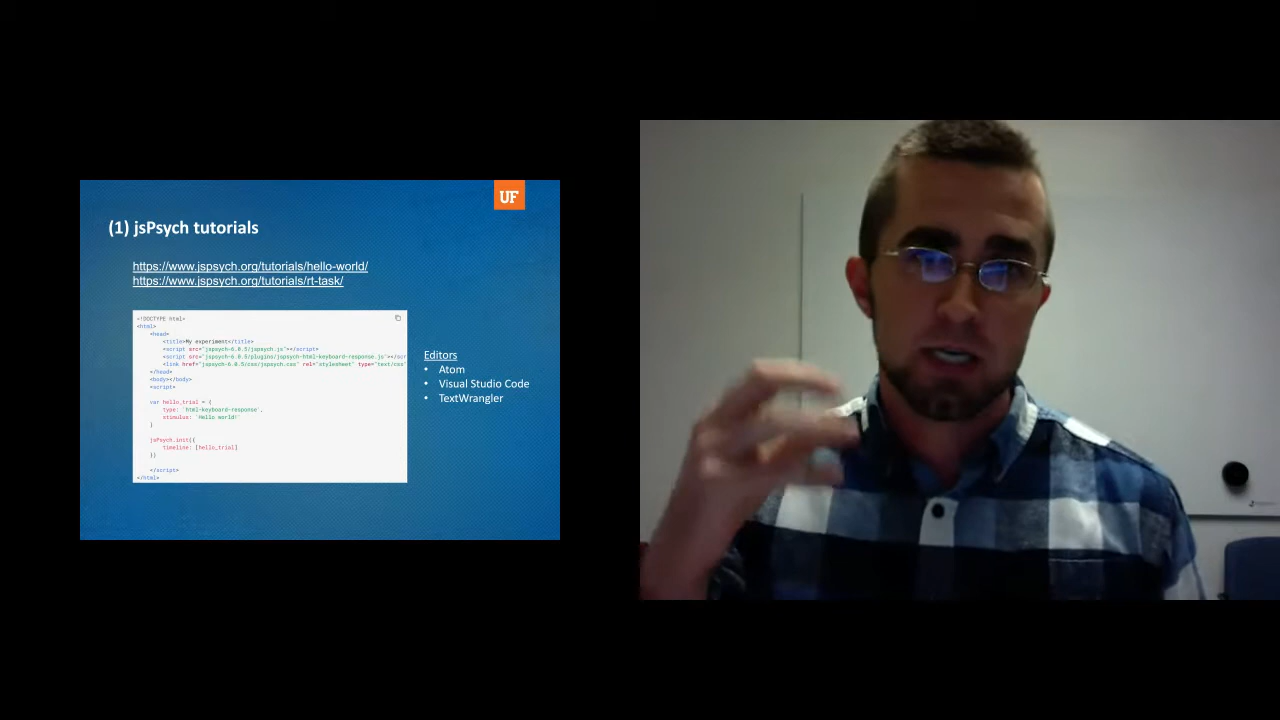 UF
(1) jsPsych tutorials
https://www.jspsych.org/tutorials/hello-world/
https://www.jspsych.org/tutorials/rt-task/
<!DOCTYPE html>
<html>
<head>
<title>My experiment</title>
<script src="jspsych-6.0.5/jspsych.js"></script>
<script src="jspsych-6.0.5/plugins/jspsych-html-keyboard-response.js"></scr
<link href="jspsych-6.0.5/css/jspsych.css" rel="stylesheet" type="text/css"
</head>
<body></body>
<script>
var hello_trial = {
type: 'html-keyboard-response',
stimulus: 'Hello world!'
}
jsPsych.init({
timeline: [hello_trial]
})
</script>
</html>
Editors
• Atom
• Visual Studio Code
• TextWrangler